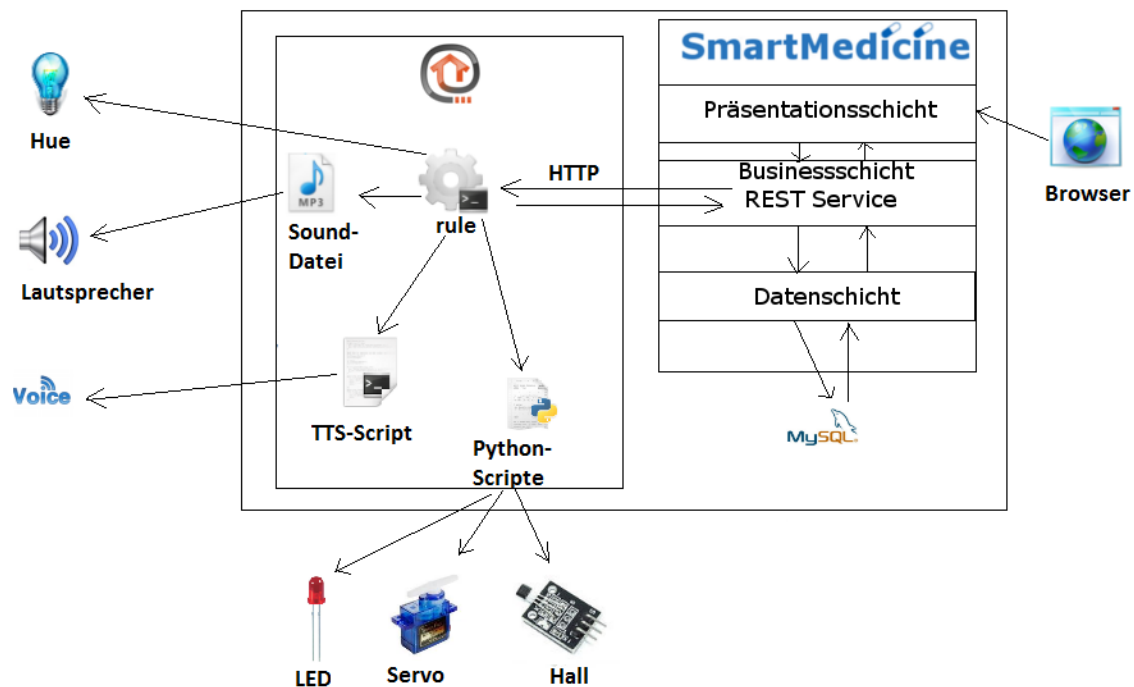 SmartMedicine
Präsentationsschicht
Hue
HTTP
Businessschicht
REST Service
Browser
MP3
>_
rule
Sound-
Datei
Lautsprecher
Datenschicht
>_
Voice
TTS-Script
Python-
Scripte
MySQL
LED
Servo
Hall